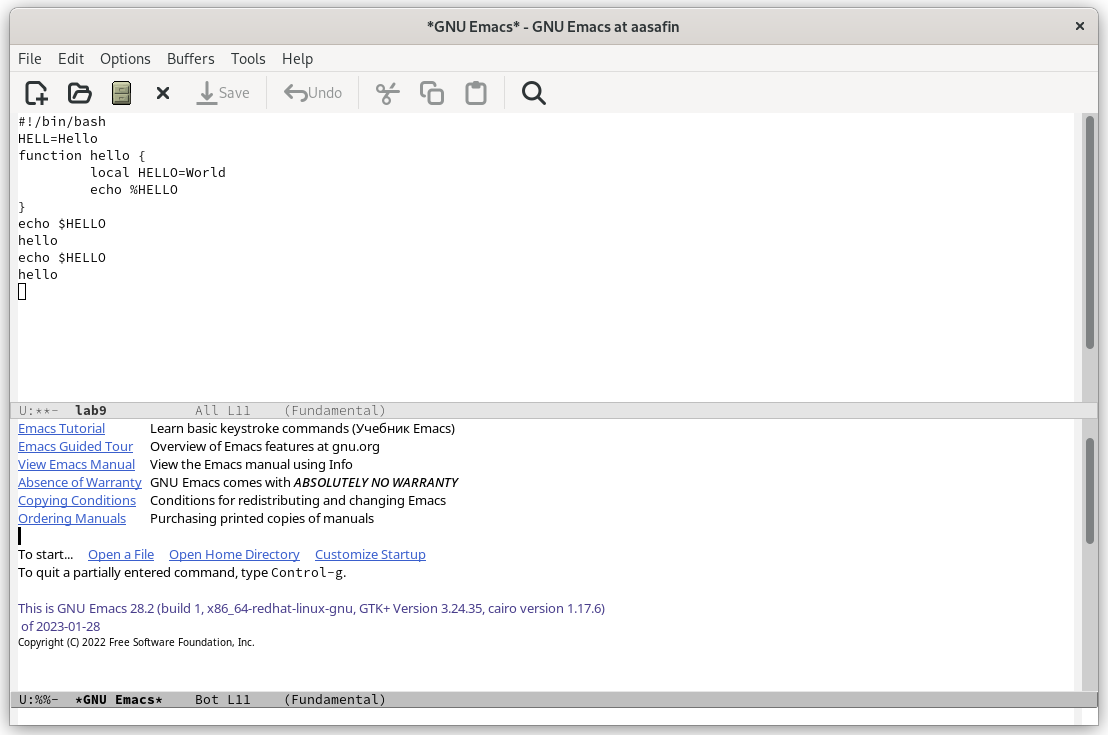 *GNU Emacs* - GNU Emacs at aasafin
File Edit Options Buffers Tools Help
Save Undo
#!/bin/bash
HELL=Hello
function hello {
         local HELLO=World
         echo %HELLO
}
echo $HELLO
hello
echo $HELLO
hello
U:**-  lab9           All L11    (Fundamental)
Emacs Tutorial Learn basic keystroke commands (Учебник Emacs)
Emacs Guided Tour Overview of Emacs features at gnu.org
View Emacs Manual View the Emacs manual using Info
Absence of Warranty GNU Emacs comes with ABSOLUTELY NO WARRANTY
Copying Conditions Conditions for redistributing and changing Emacs
Ordering Manuals Purchasing printed copies of manuals
To start... Open a File Open Home Directory Customize Startup
To quit a partially entered command, type Control-g.
This is GNU Emacs 28.2 (build 1, x86_64-redhat-linux-gnu, GTK+ Version 3.24.35, cairo version 1.17.6)
 of 2023-01-28
Copyright (C) 2022 Free Software Foundation, Inc.
U:%%-  *GNU Emacs*    Bot L11    (Fundamental)